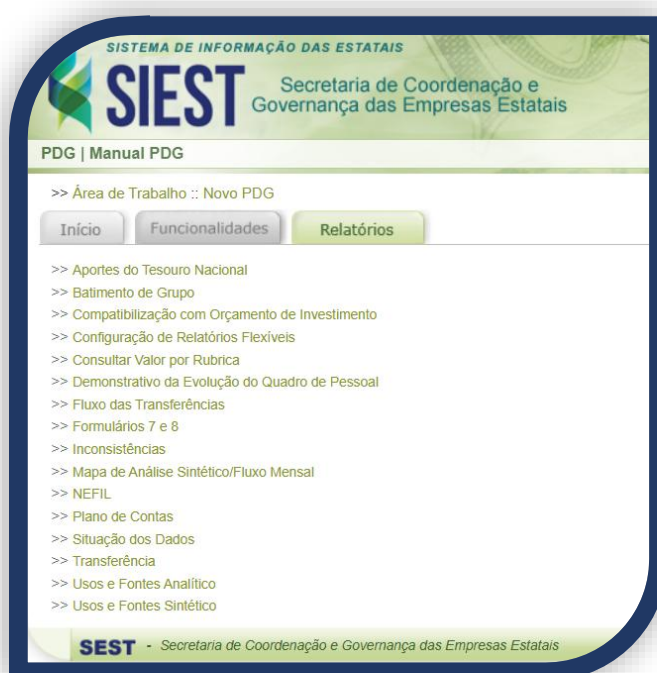 SISTEMA DE INFORMAÇÃO DAS ESTATAIS
SIEST
Secretaria de Coordenação e
Governança das Empresas Estatais
PDG | Manual PDG
>> Área de Trabalho :: Novo PDG
Início Funcionalidades Relatórios
>> Aportes do Tesouro Nacional
>> Batimento de Grupo
>> Compatibilização com Orçamento de Investimento
>> Configuração de Relatórios Flexíveis
>> Consultar Valor por Rubrica
>> Demonstrativo da Evolução do Quadro de Pessoal
>> Fluxo das Transferências
>> Formulários 7 e 8
>> Inconsistências
>> Mapa de Análise Sintético/Fluxo Mensal
>> NEFIL
>> Plano de Contas
>> Situação dos Dados
>> Transferência
>> Usos e Fontes Analítico
>> Usos e Fontes Sintético
SEST - Secretaria de Coordenação e Governança das Empresas Estatais